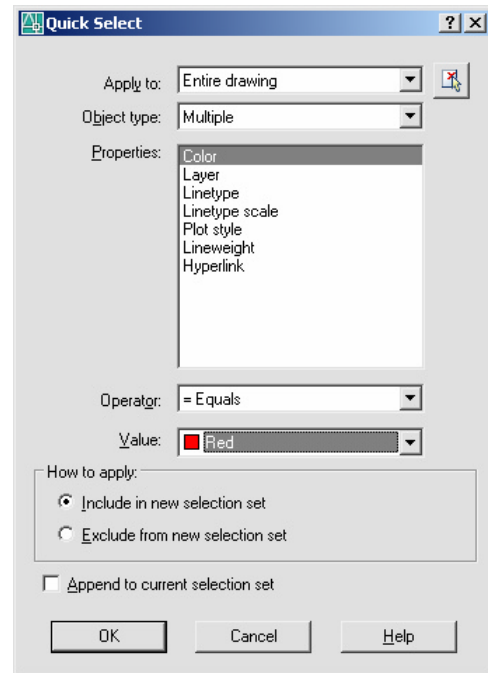 Quick Select
Apply to: Entire drawing
Object type: Multiple
Properties: Color
Layer
Linetype
Linetype scale
Plot style
Lineweight
Hyperlink
Operator: = Equals
Value: Red
How to apply:
Include in new selection set
Exclude from new selection set
Append to current selection set
OK Cancel Help